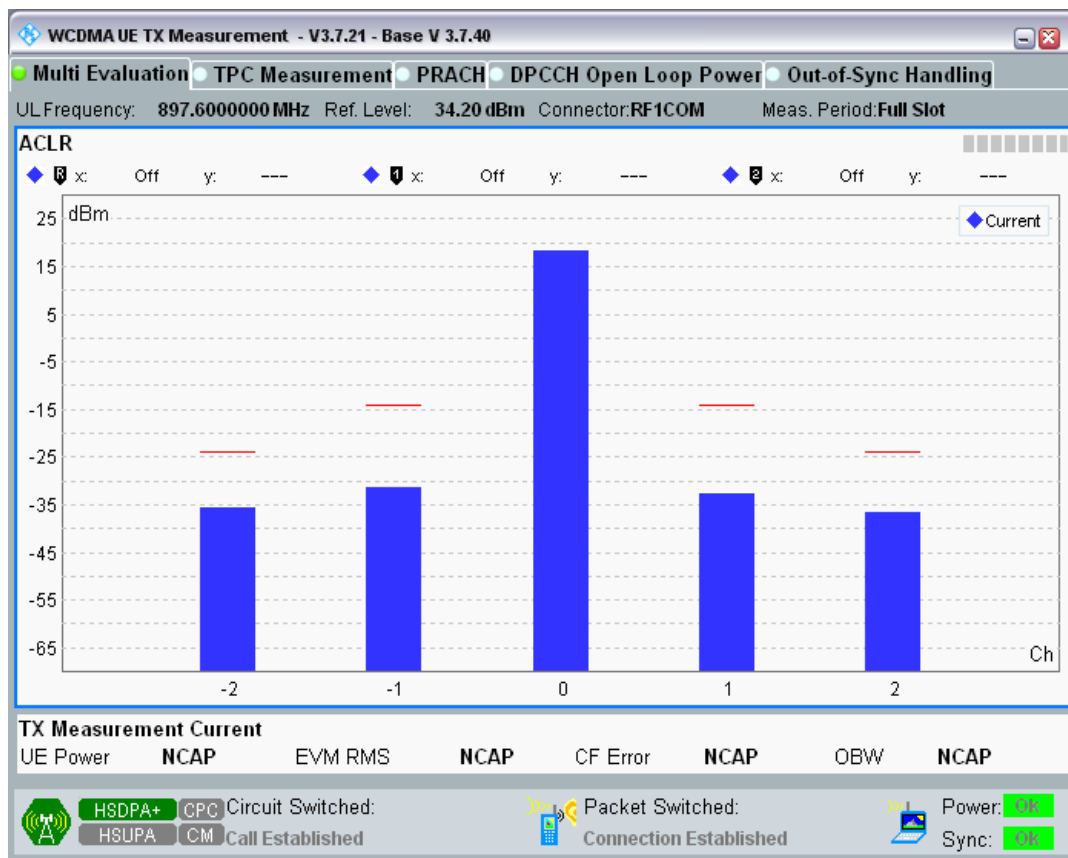 WCDMA UE TX Measurement - V3.7.21 - Base V 3.7.40
Multi Evaluation TPC Measurement PRACH DPCCH Open Loop Power Out-of-Sync Handling
UL Frequency: 897.6000000 MHz Ref. Level: 34.20 dBm Connector:RF1COM Meas. Period:Full Slot
ACLR
R x: Off y: --- 1 x: Off y: --- 2 x: Off y: ---
dBm
Current
25
15
5
-5
-15
-25
-35
-45
-55
-65
Ch
-2 -1 0 1 2
TX Measurement Current
UE Power NCAP EVM RMS NCAP CF Error NCAP OBW NCAP
HSDPA+ CPC Circuit Switched: Packet Switched: Power: OK
HSUPA CM Call Established Connection Established Sync: OK